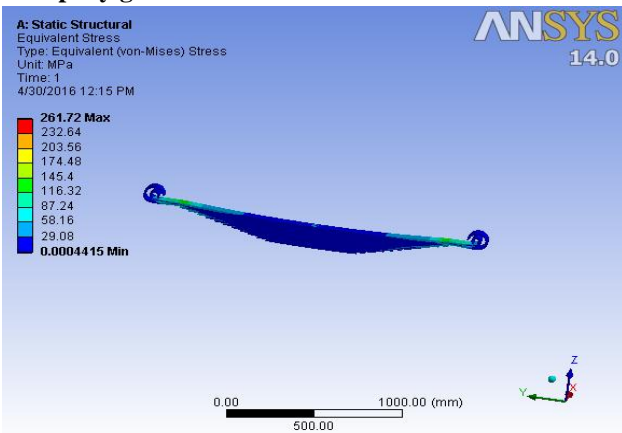 A: Static Structural
Equivalent Stress
Type: Equivalent (von-Mises) Stress
Unit: MPa
Time: 1
4/30/2016 12:15 PM
261.72 Max
232.64
203.56
174.48
145.4
116.32
87.24
58.16
29.08
0.0004415 Min
ANSYS
14.0
Z
Y
X
0.00
1000.00 (mm)
500.00